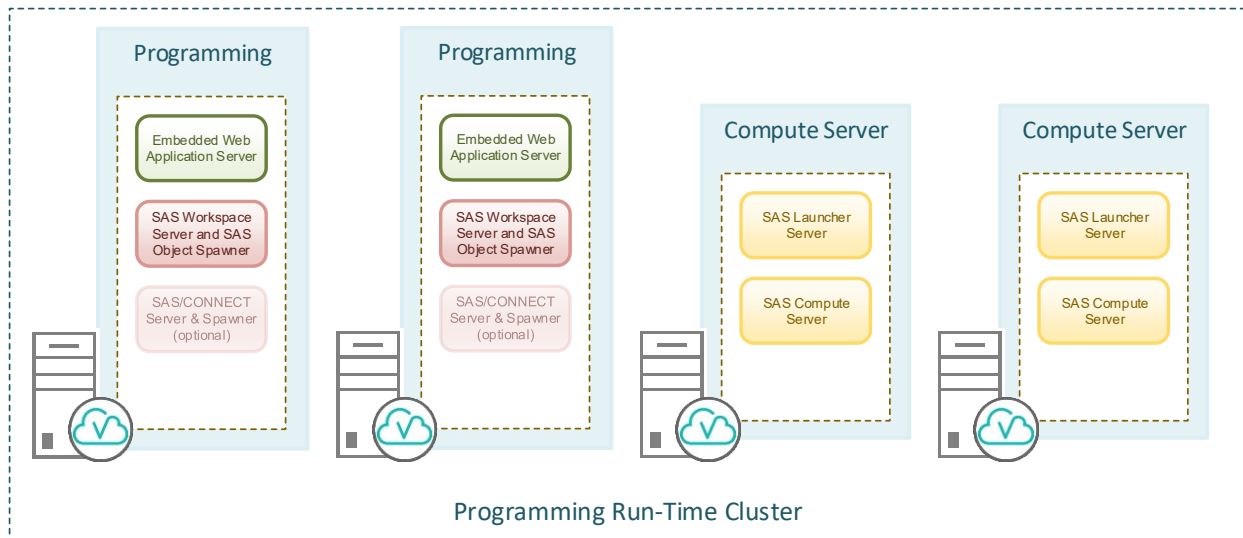 Programming
Embedded Web
Application Server
SAS Workspace
Server and SAS
Object Spawner
SAS/CONNECT
Server & Spawner
(optional)
Programming
Embedded Web
Application Server
SAS Workspace
Server and SAS
Object Spawner
SAS/CONNECT
Server & Spawner
(optional)
Compute Server
SAS Launcher
Server
SAS Compute
Server
Compute Server
SAS Launcher
Server
SAS Compute
Server
Programming Run-Time Cluster